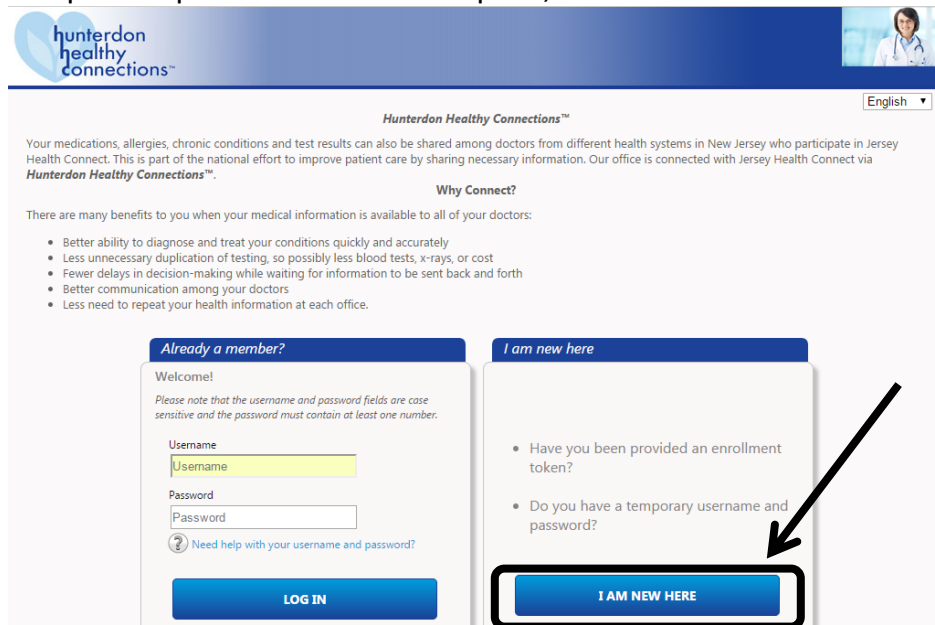 hunterdon
healthy
connections™
English
Hunterdon Healthy Connections™
Your medications, allergies, chronic conditions and test results can also be shared among doctors from different health systems in New Jersey who participate in Jersey
Health Connect. This is part of the national effort to improve patient care by sharing necessary information. Our office is connected with Jersey Health Connect via
Hunterdon Healthy Connections™.
Why Connect?
There are many benefits to you when your medical information is available to all of your doctors:
• Better ability to diagnose and treat your conditions quickly and accurately
• Less unnecessary duplication of testing, so possibly less blood tests, x-rays, or cost
• Fewer delays in decision-making while waiting for information to be sent back and forth
• Better communication among your doctors
• Less need to repeat your health information at each office.
Already a member?
Welcome!
Please note that the username and password fields are case
sensitive and the password must contain at least one number.
Username
Username
Password
Password
? Need help with your username and password?
LOG IN
I am new here
• Have you been provided an enrollment
token?
• Do you have a temporary username and
password?
I AM NEW HERE